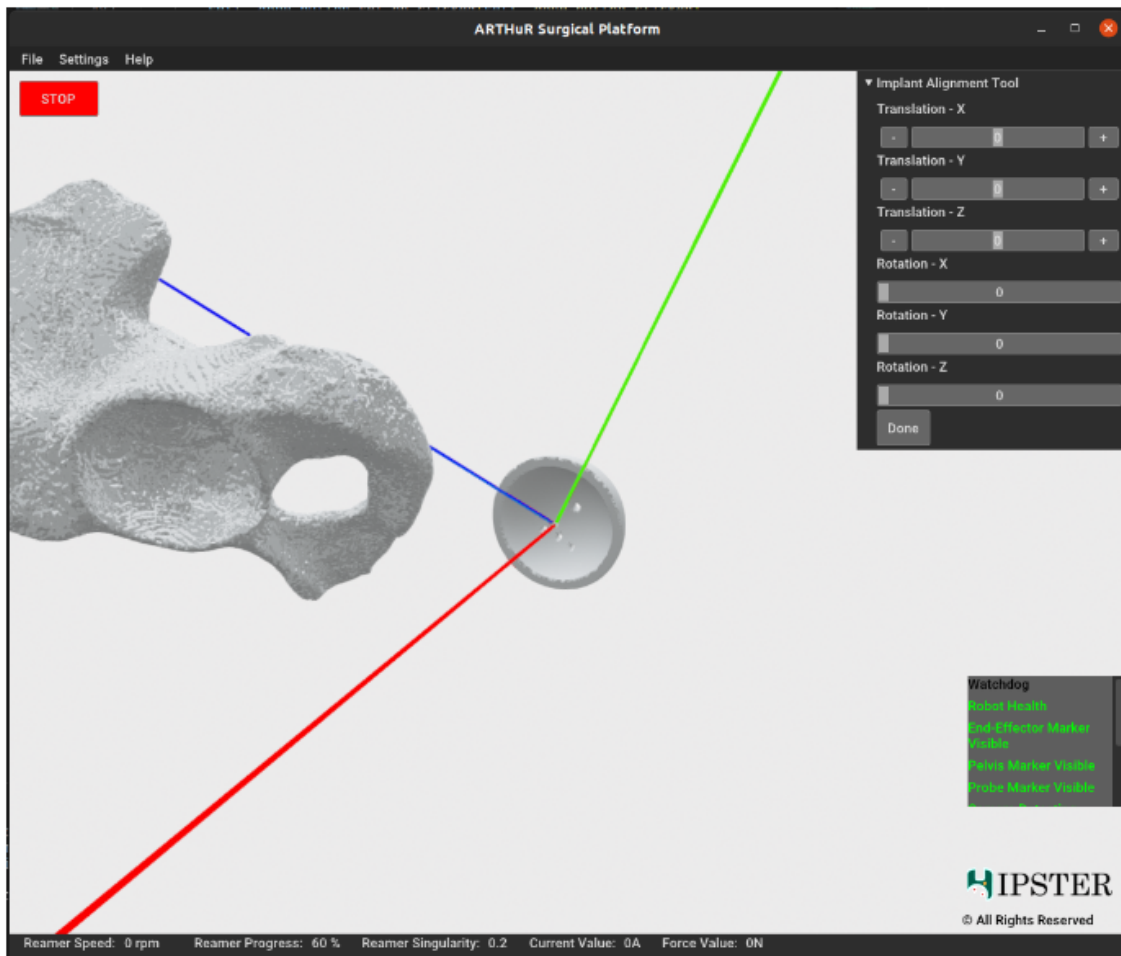 ARTHuR Surgical Platform
File Settings Help
STOP
Implant Alignment Tool
Translation - X
- 0 +
Translation - Y
- 0 +
Translation - Z
- 0 +
Rotation - X
0
Rotation - Y
0
Rotation - Z
0
Done
Watchdog
Robot Health
End-Effector Marker
Visible
Pelvis Marker Visible
Probe Marker Visible
HIPSTER
© All Rights Reserved
Reamer Speed: 0 rpm Reamer Progress: 60 % Reamer Singularity: 0.2 Current Value: 0A Force Value: 0N